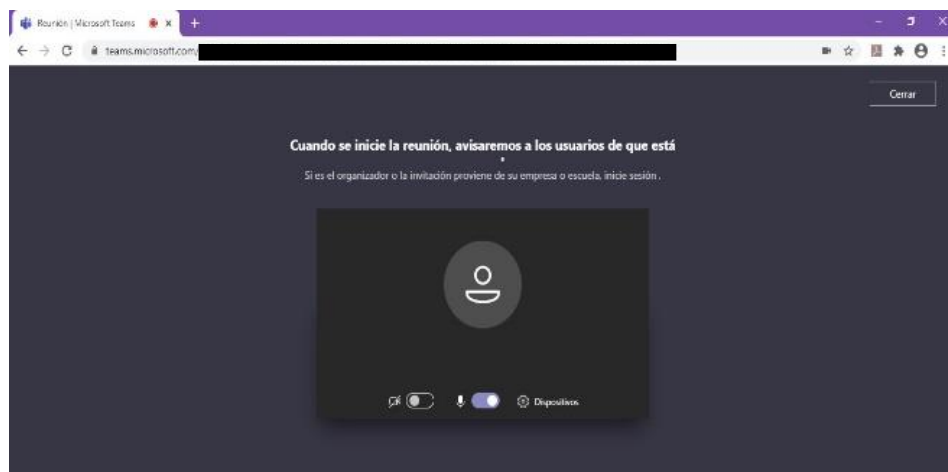 Reunión | Microsoft Teams
teams.microsoft.com/
Cerrar
Cuando se inicie la reunión, avisaremos a los usuarios de que está
Si es el organizador o la invitación proviene de su empresa o escuela, inicie sesión .
Dispositivos